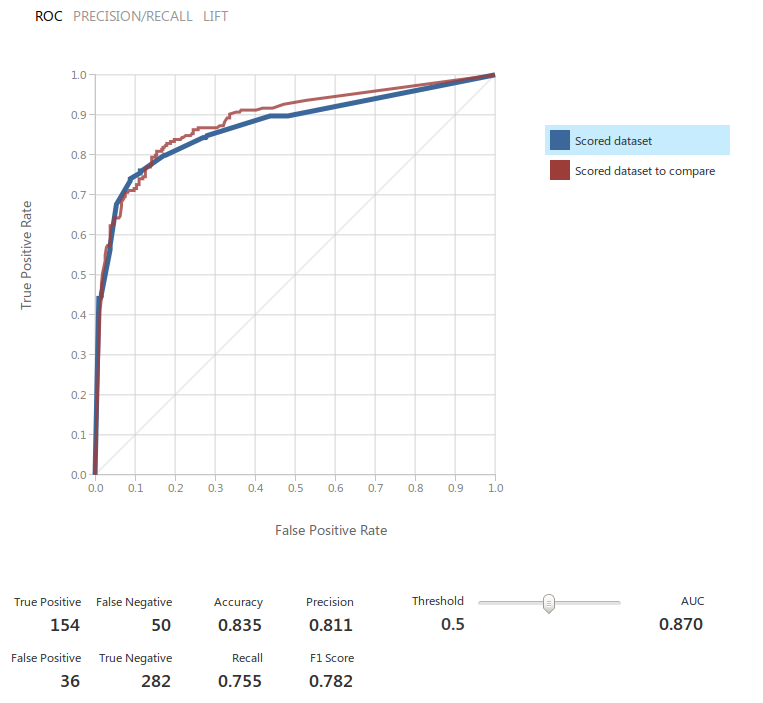 ROC PRECISION/RECALL LIFT
1.0
0.9
0.8
0.7
0.6
0.5
0.4
0.3
0.2
0.1
0.0
True Positive Rate
0.0 0.1 0.2 0.3 0.4 0.5 0.6 0.7 0.8 0.9 1.0
False Positive Rate
Scored dataset
Scored dataset to compare
True Positive False Negative Accuracy Precision Threshold AUC
154 50 0.835 0.811 0.5 0.870
False Positive True Negative Recall F1 Score
36 282 0.755 0.782